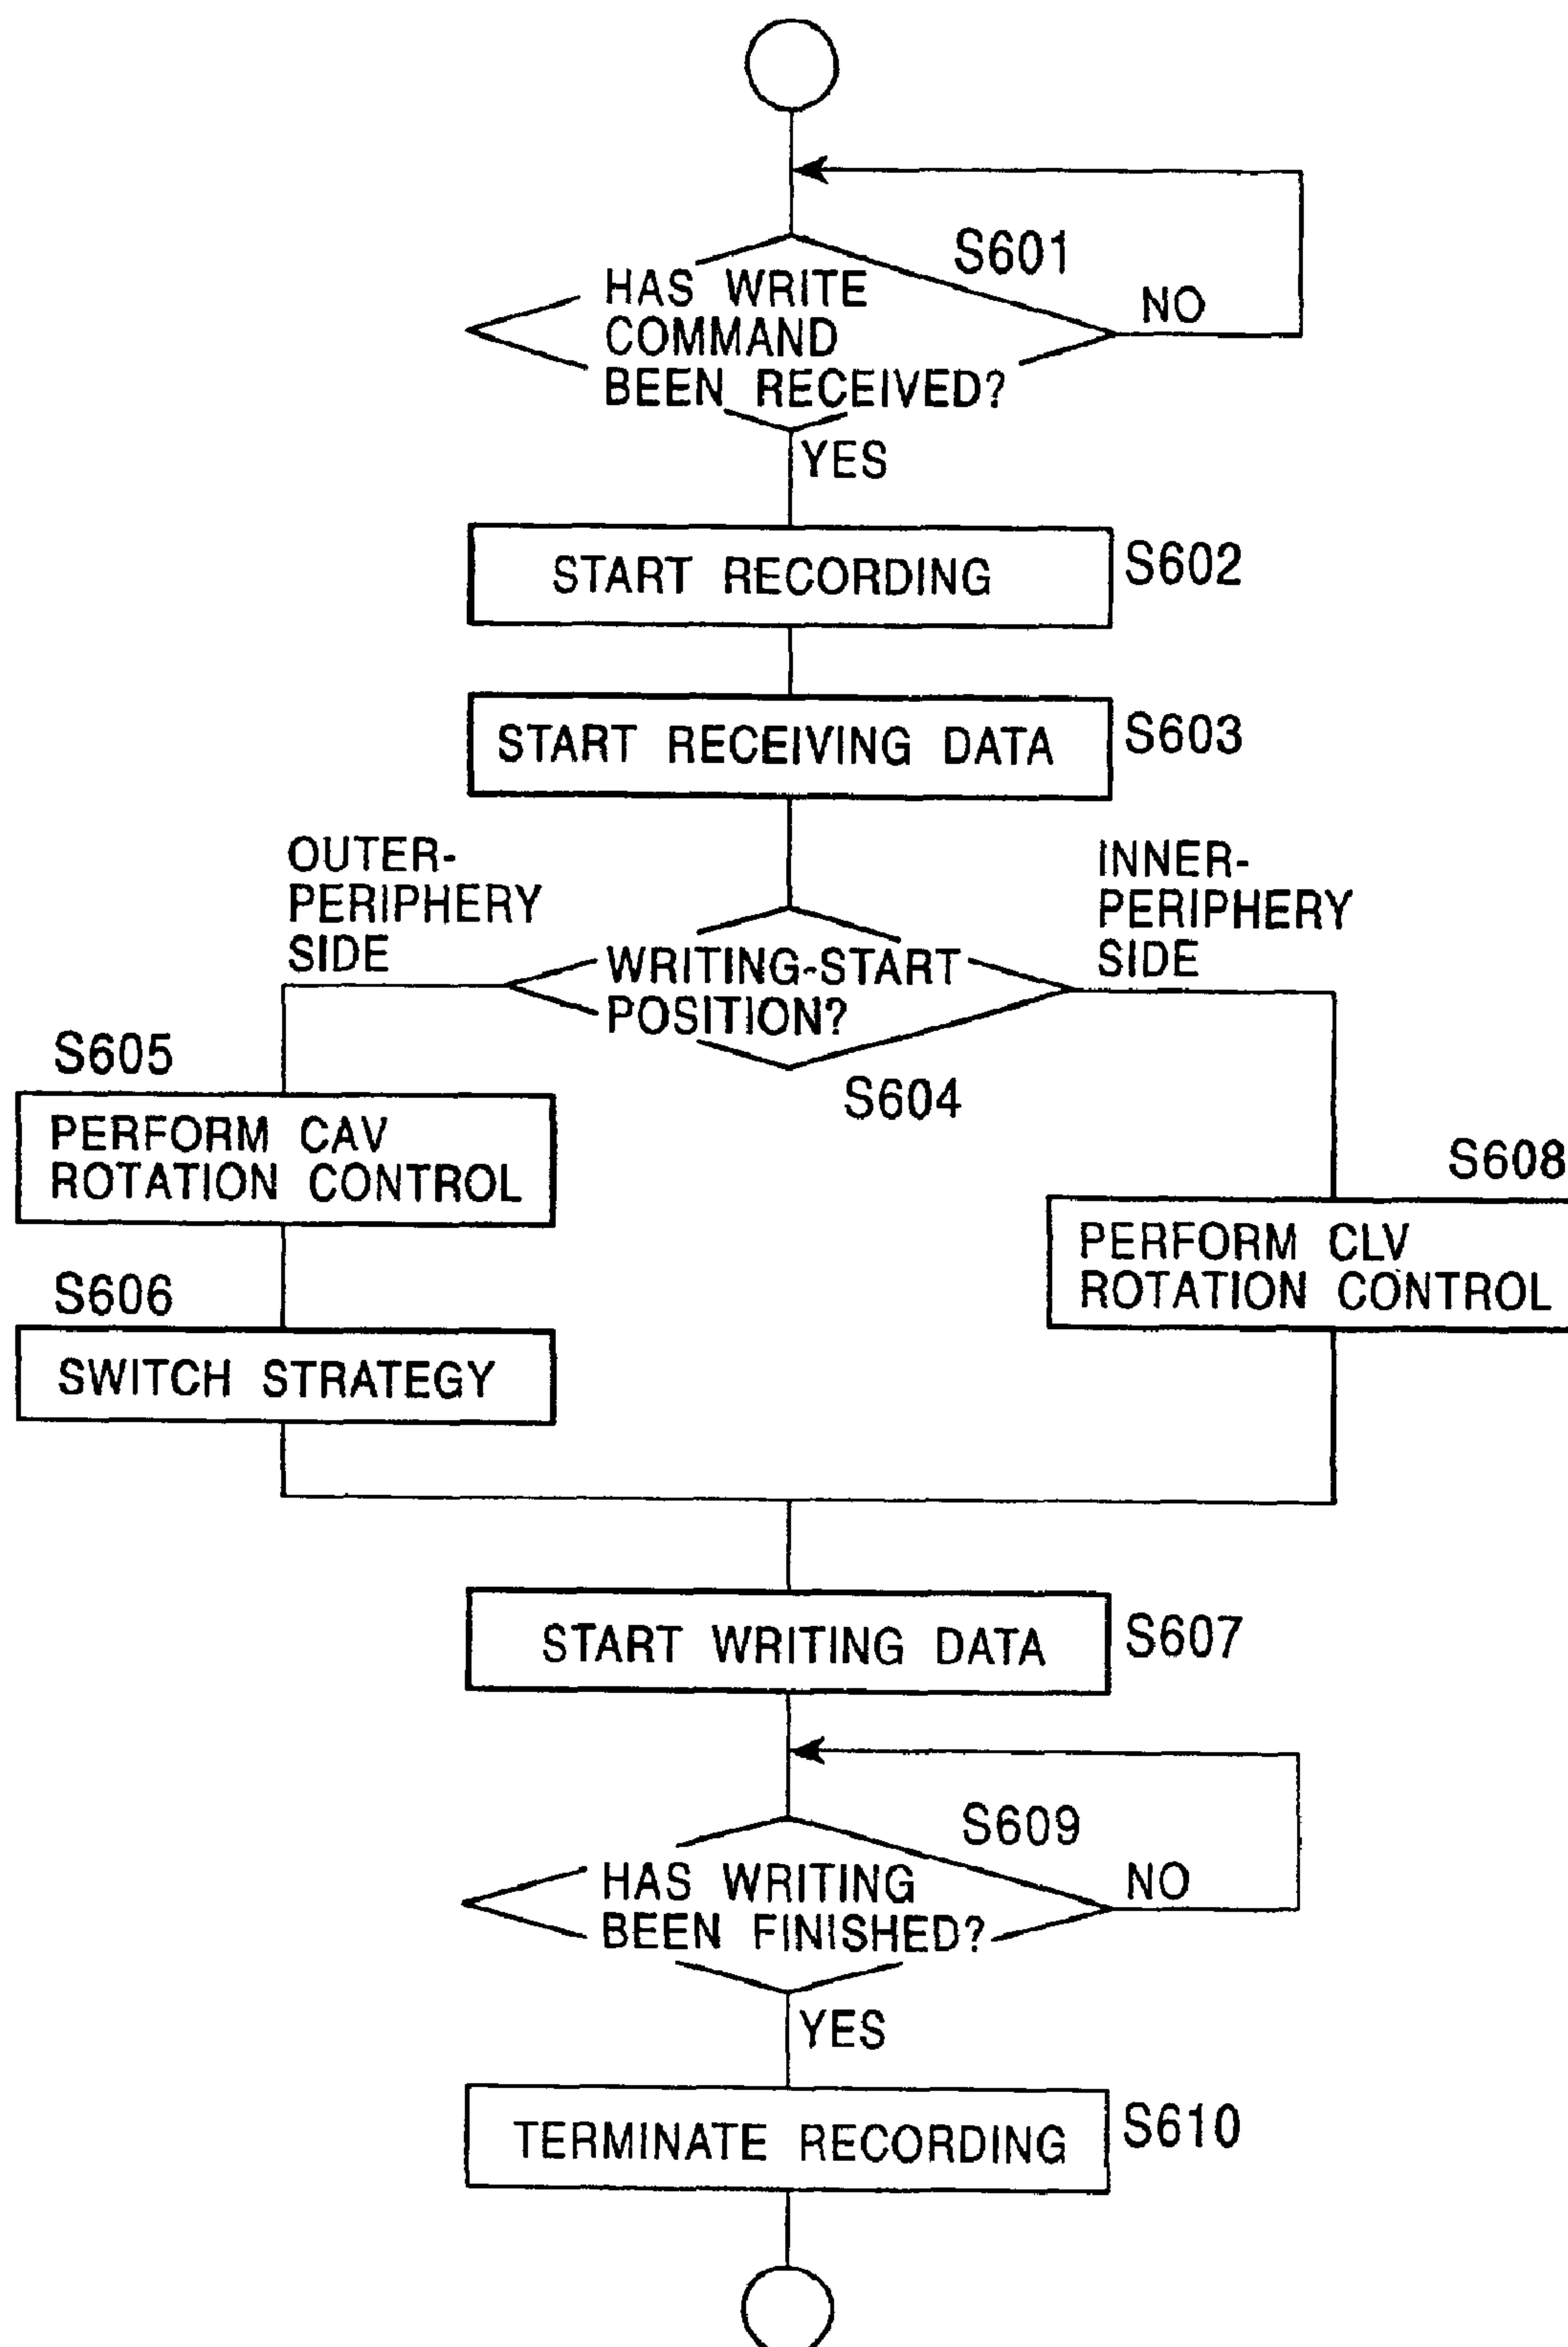 S601
HAS WRITE
COMMAND
BEEN RECEIVED?
NO
YES
START RECORDING
S602
START RECEIVING DATA
S603
OUTER-
PERIPHERY
SIDE
INNER-
PERIPHERY
SIDE
WRITING-START
POSITION?
S604
S605
PERFORM CAV
ROTATION CONTROL
S608
PERFORM CLV
ROTATION CONTROL
S606
SWITCH STRATEGY
START WRITING DATA
S607
S609
HAS WRITING
BEEN FINISHED?
NO
YES
TERMINATE RECORDING
S610